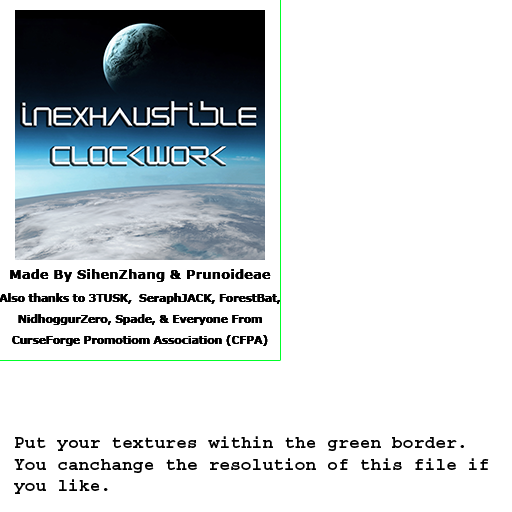 INEXHAUSTIBLE
CLOCKWORK
Made By SihenZhang & Prunoideae
Also thanks to 3TUSK, SeraphJACK, ForestBat,
NidhoggurZero, Spade, & Everyone From
CurseForge Promotiom Association (CFPA)
Put your textures within the green border.
You canchange the resolution of this file if
you like.